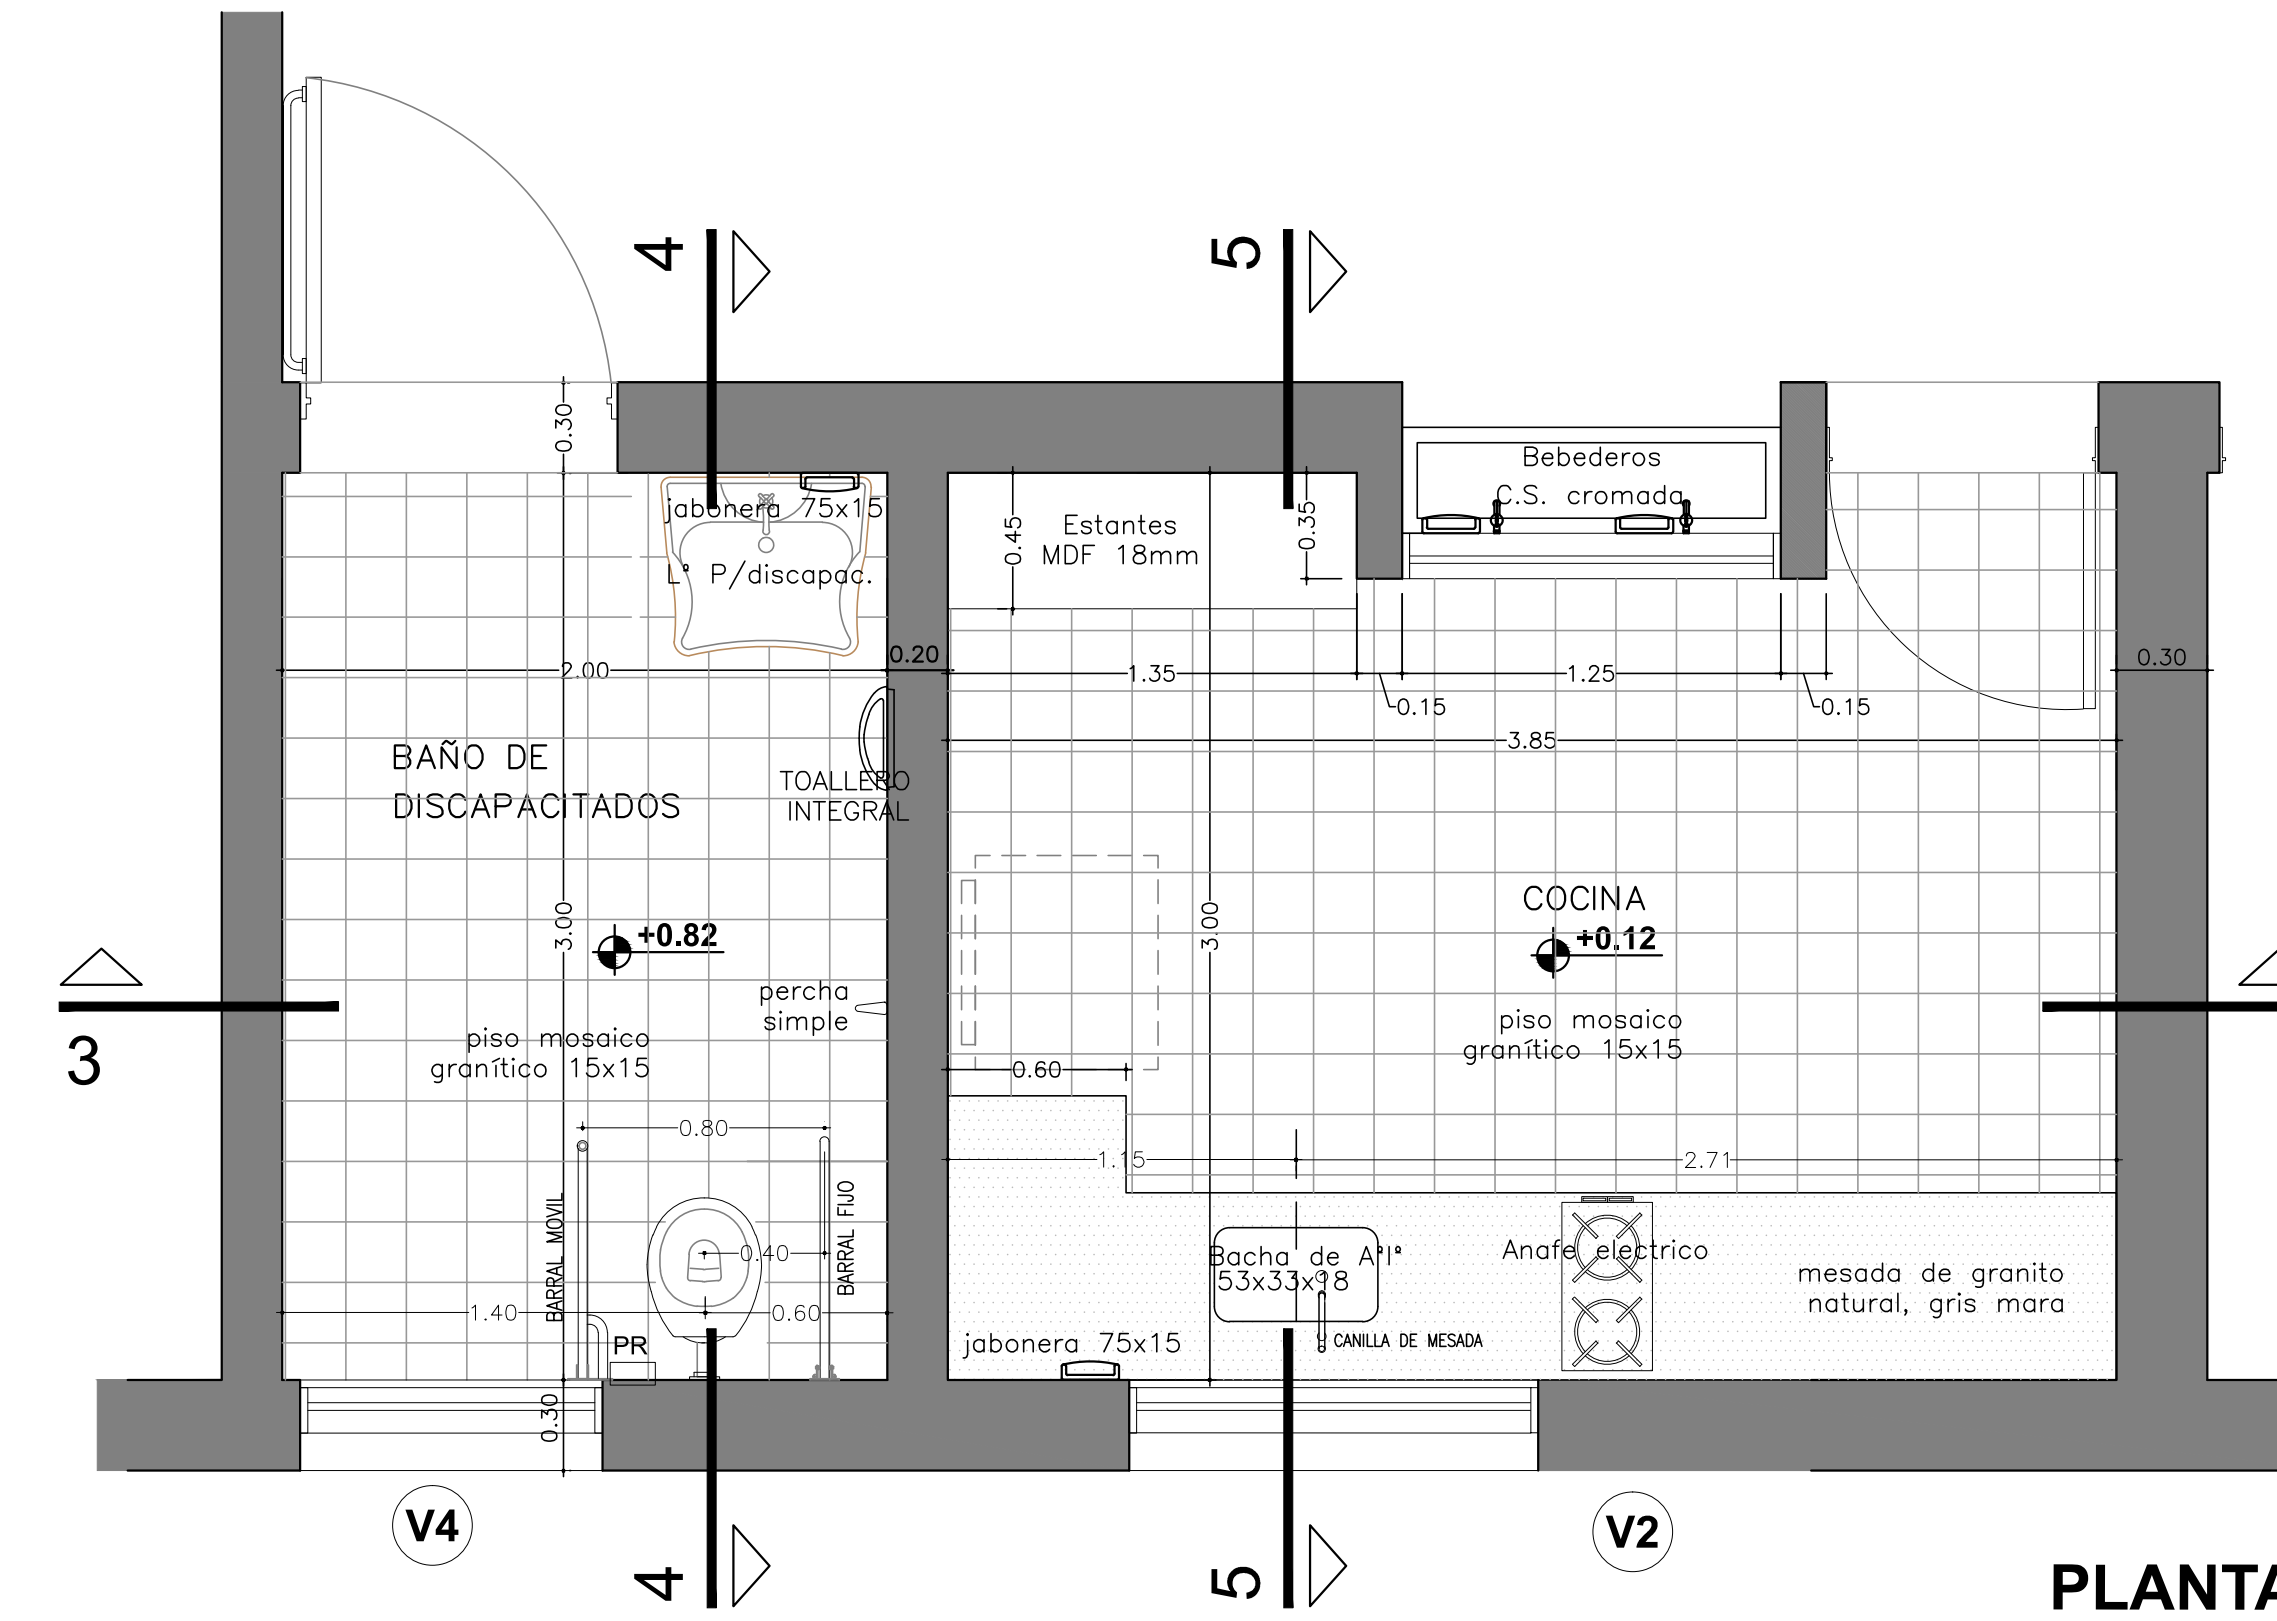 4
5
0.30
Bebederos
C.S. cromada
jabonera 75x15
Lº P/discapac.
0.45
Estantes
MDF 18mm
0.35
2.00
0.20
1.35
0.15
1.25
0.15
0.30
3.85
BAÑO DE
DISCAPACITADOS
TOALLERO
INTEGRAL
COCINA
3.00
+0.82
3.00
+0.12
percha
simple
piso mosaico
granítico 15x15
piso mosaico
granítico 15x15
3
0.60
0.80
1.15
2.71
BARRAL MOVIL
BARRAL FIJO
0.40
Bacha de AºIº
53x33x18
Anafe electrico
mesada de granito
natural, gris mara
1.40
0.60
PR
jabonera 75x15
CANILLA DE MESADA
0.30
V4
V2
4
5
PLANTA